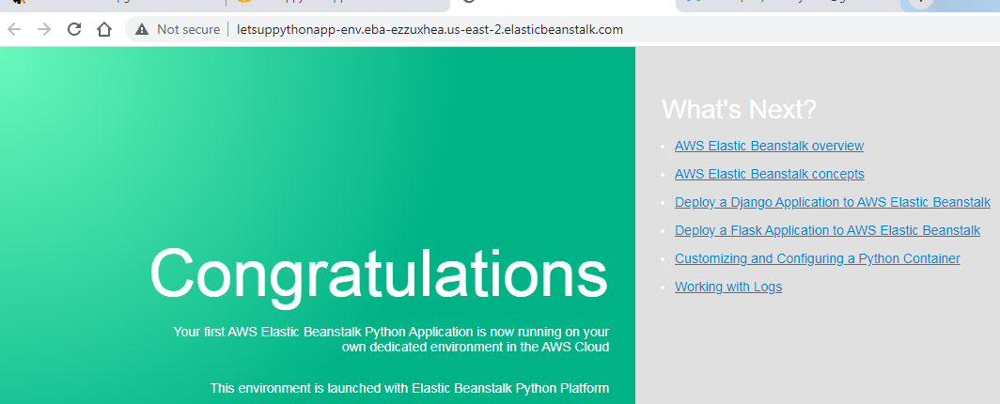 Not secure
letsuppythonapp-env.eba-ezzuxhea.us-east-2.elasticbeanstalk.com
Congratulations
Your first AWS Elastic Beanstalk Python Application is now running on your
own dedicated environment in the AWS Cloud
This environment is launched with Elastic Beanstalk Python Platform
What's Next?
AWS Elastic Beanstalk overview
AWS Elastic Beanstalk concepts
Deploy a Django Application to AWS Elastic Beanstalk
Deploy a Flask Application to AWS Elastic Beanstalk
Customizing and Configuring a Python Container
Working with Logs